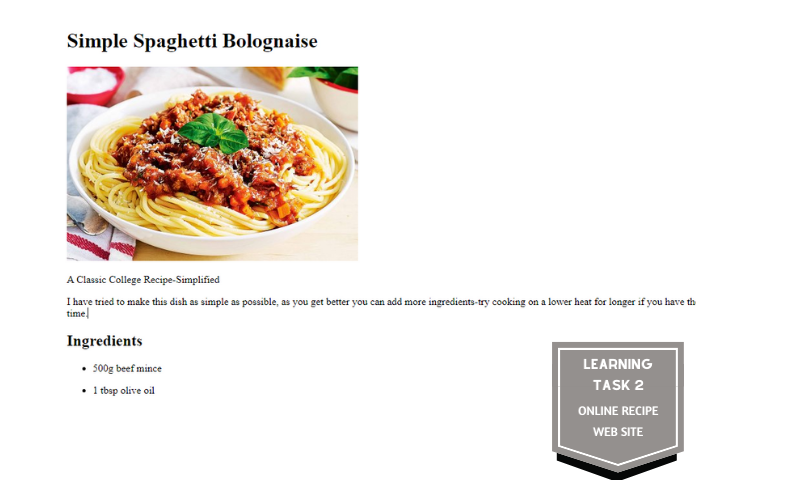 Simple Spaghetti Bolognaise
A Classic College Recipe-Simplified
I have tried to make this dish as simple as possible, as you get better you can add more ingredients-try cooking on a lower heat for longer if you have th
time.
Ingredients
500g beef mince
1 tbsp olive oil
LEARNING
TASK 2
ONLINE RECIPE
WEB SITE